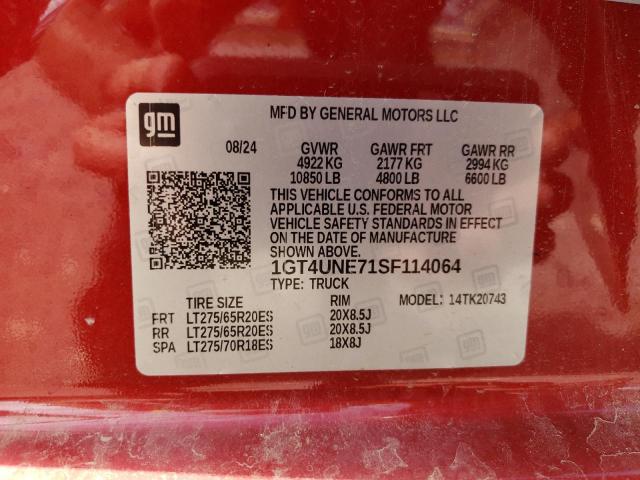 gm
MFD BY GENERAL MOTORS LLC
08/24 GVWR GAWR FRT GAWR RR
4922 KG 2177 KG 2994 KG
10850 LB 4800 LB 6600 LB
THIS VEHICLE CONFORMS TO ALL
APPLICABLE U.S. FEDERAL MOTOR
VEHICLE SAFETY STANDARDS IN EFFECT
ON THE DATE OF MANUFACTURE
SHOWN ABOVE.
1GT4UNE71SF114064
TYPE: TRUCK
TIRE SIZE RIM MODEL: 14TK20743
FRT LT275/65R20ES 20X8.5J
RR LT275/65R20ES 20X8.5J
SPA LT275/70R18ES 18X8J